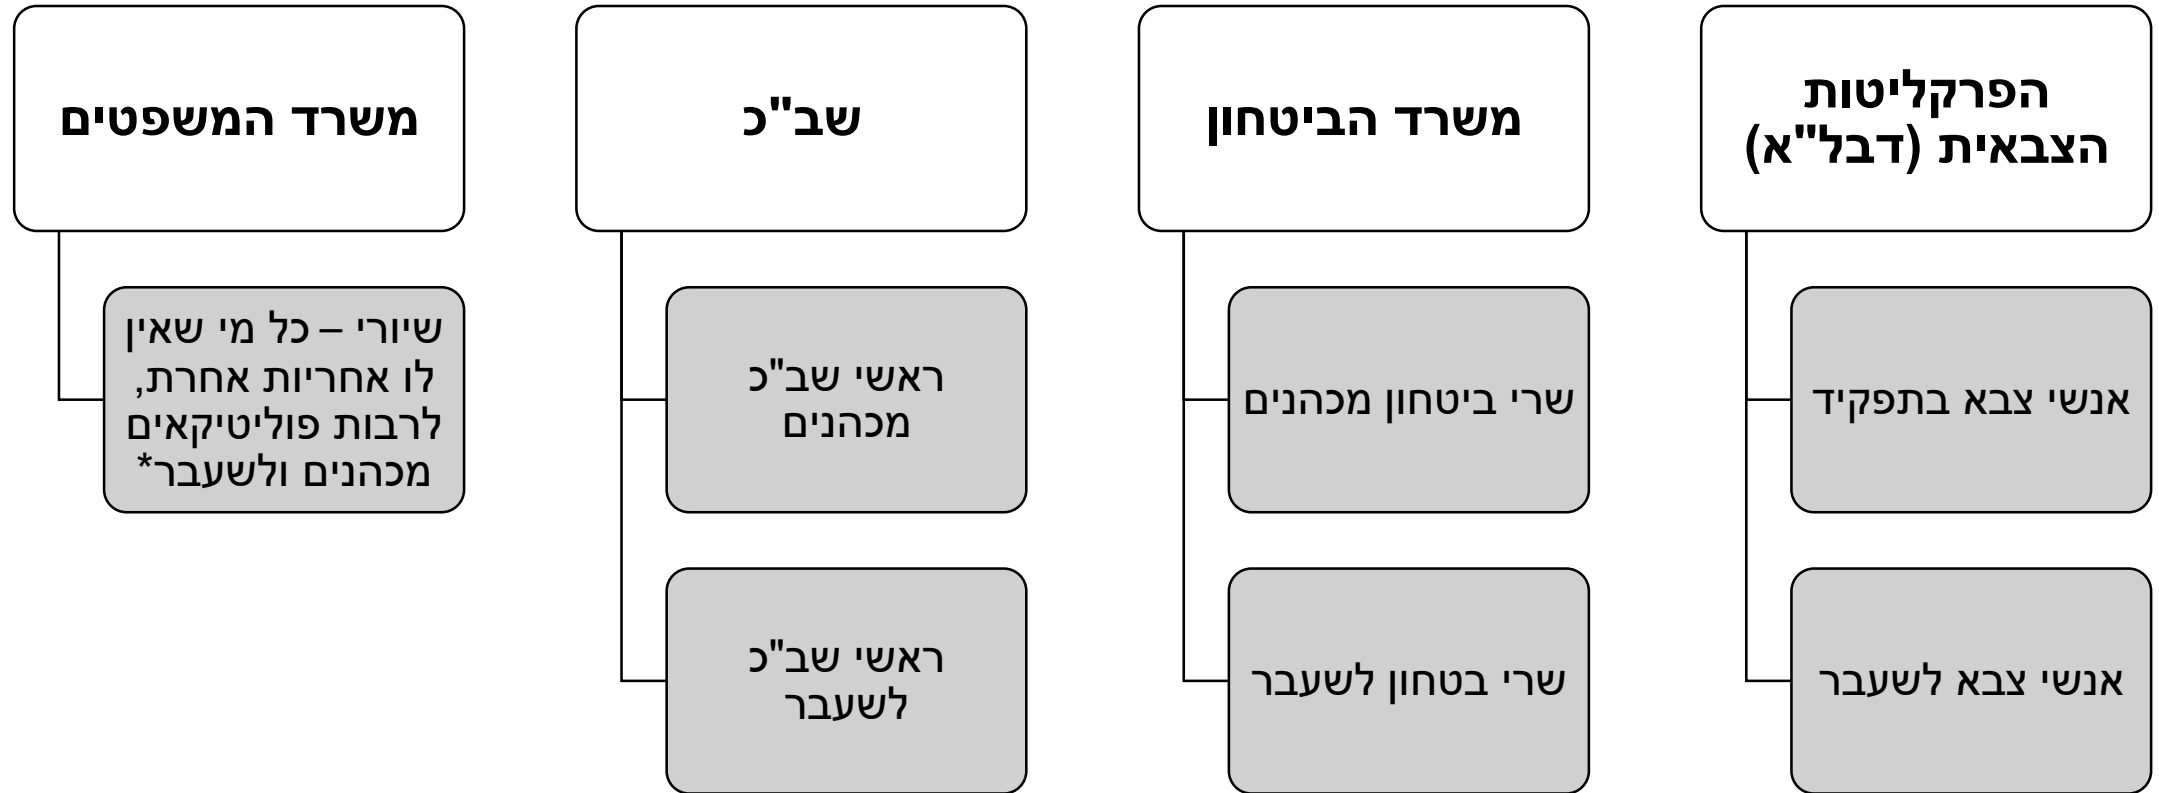 הפרקליטות
הצבאית (דבל"א)
אנשי צבא בתפקיד
אנשי צבא לשעבר
משרד הביטחון
שרי ביטחון מכהנים
שרי בטחון לשעבר
שב"כ
ראשי שב"כ
מכהנים
ראשי שב"כ
לשעבר
משרד המשפטים
שיורי – כל מי שאין
לו אחריות אחרת,
לרבות פוליטיקאים
מכהנים ולשעבר*